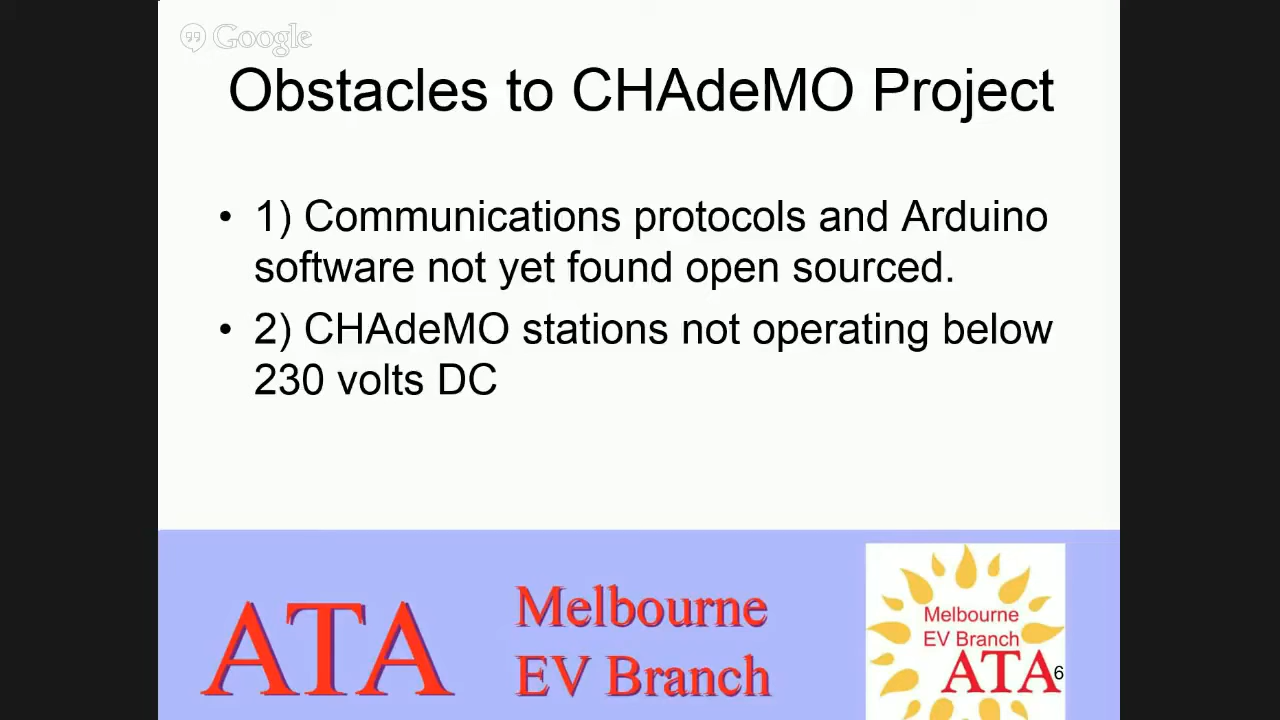 Google
Obstacles to CHAdeMO Project
• 1) Communications protocols and Arduino
software not yet found open sourced.
• 2) CHAdeMO stations not operating below
230 volts DC
ATA
Melbourne
EV Branch
Melbourne
EV Branch
ATA
6